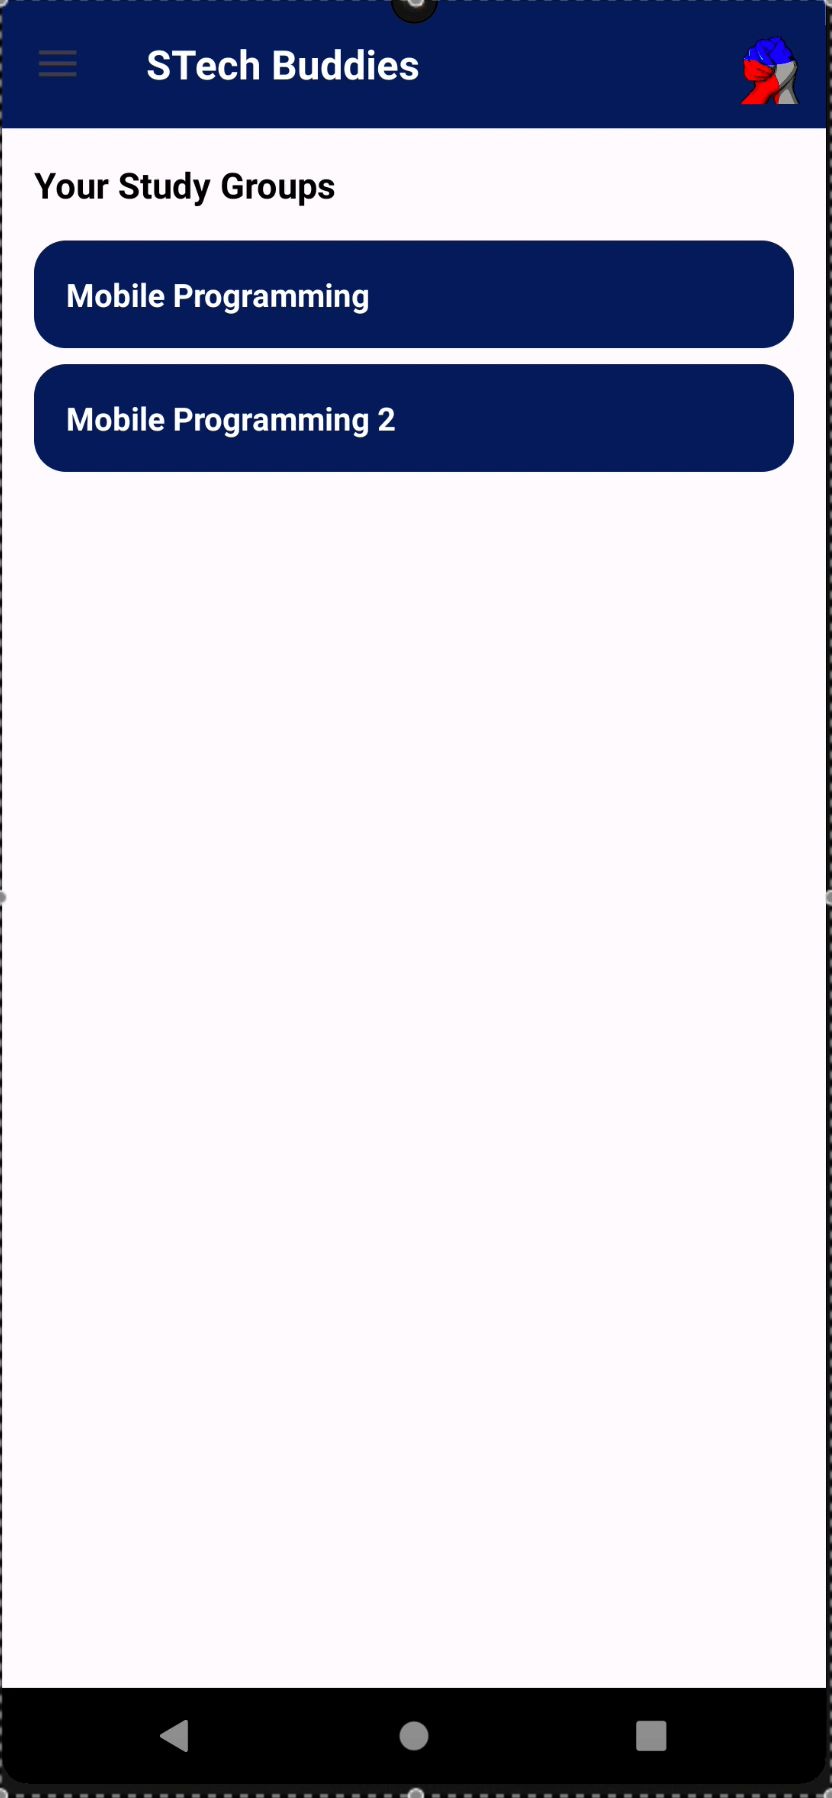 STech Buddies
Your Study Groups
Mobile Programming
Mobile Programming 2